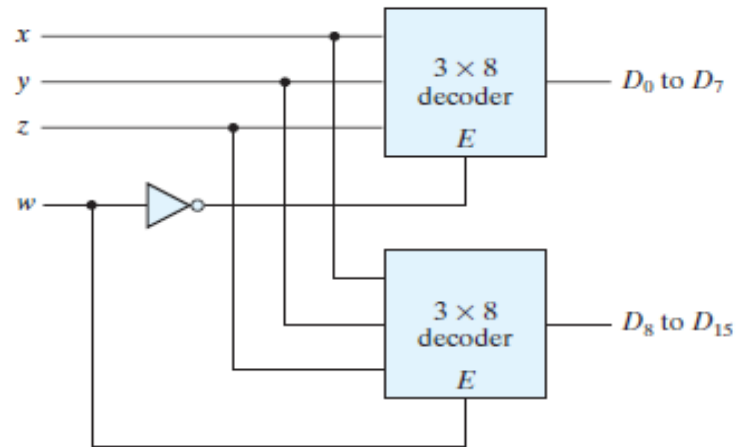 x
y
z
w
3 × 8
decoder
E
D₀ to D₇
3 × 8
decoder
E
D₈ to D₁₅